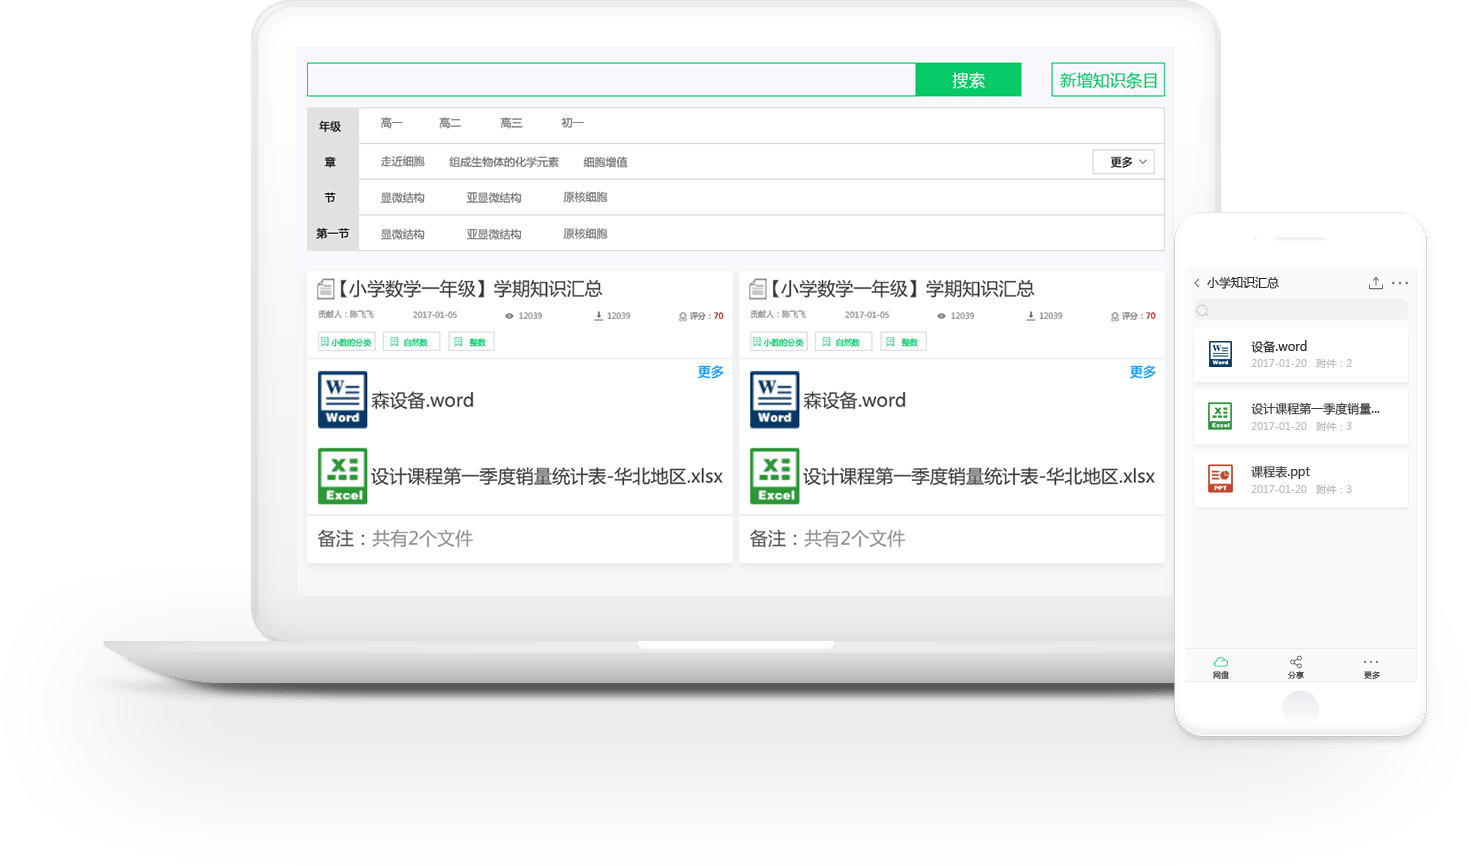 搜索
新增知识条目
年级 高一 高二 高三 初一
章 走近细胞 组成生物体的化学元素 细胞增值 更多
节 显微结构 亚显微结构 原核细胞
第一节 显微结构 亚显微结构 原核细胞
【小学数学一年级】学期知识汇总
贡献人：陈飞飞 2017-01-05 12039 12039 评分：70
小数的分类 自然数 整数
更多
Word
森设备.word
Excel
设计课程第一季度销量统计表-华北地区.xlsx
备注：共有2个文件
【小学数学一年级】学期知识汇总
贡献人：陈飞飞 2017-01-05 12039 12039 评分：70
小数的分类 自然数 整数
更多
Word
森设备.word
Excel
设计课程第一季度销量统计表-华北地区.xlsx
备注：共有2个文件
小学知识汇总
设备.word
Word
2017-01-20 附件：2
设计课程第一季度销量...
Excel
2017-01-20 附件：3
课程表.ppt
PPT
2017-01-20 附件：3
网盘 分享 更多